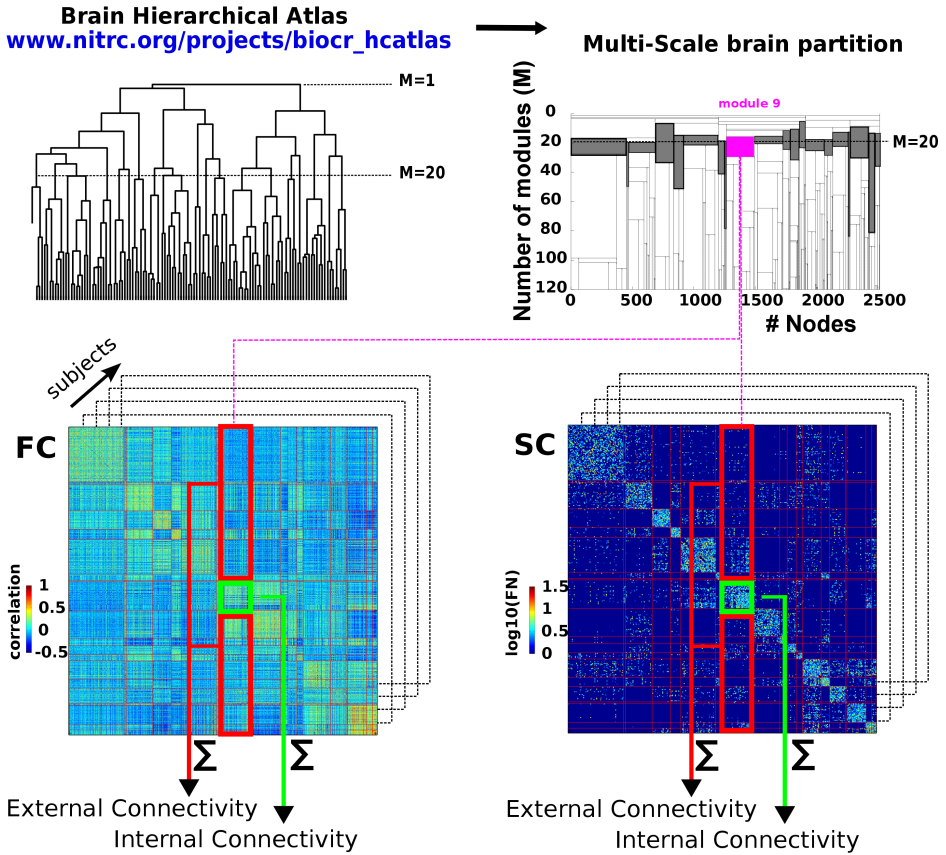 Brain Hierarchical Atlas
www.nitrc.org/projects/biocr_hcatlas
M=1
M=20
Multi-Scale brain partition
module 9
Number of modules (M)
0
20
40
60
80
100
120
M=20
0 500 1000 1500 2000 2500
# Nodes
subjects
FC
correlation
1
0.5
0
-0.5
Σ Σ
External Connectivity
Internal Connectivity
SC
log10(FN)
1.5
1
0.5
0
Σ Σ
External Connectivity
Internal Connectivity